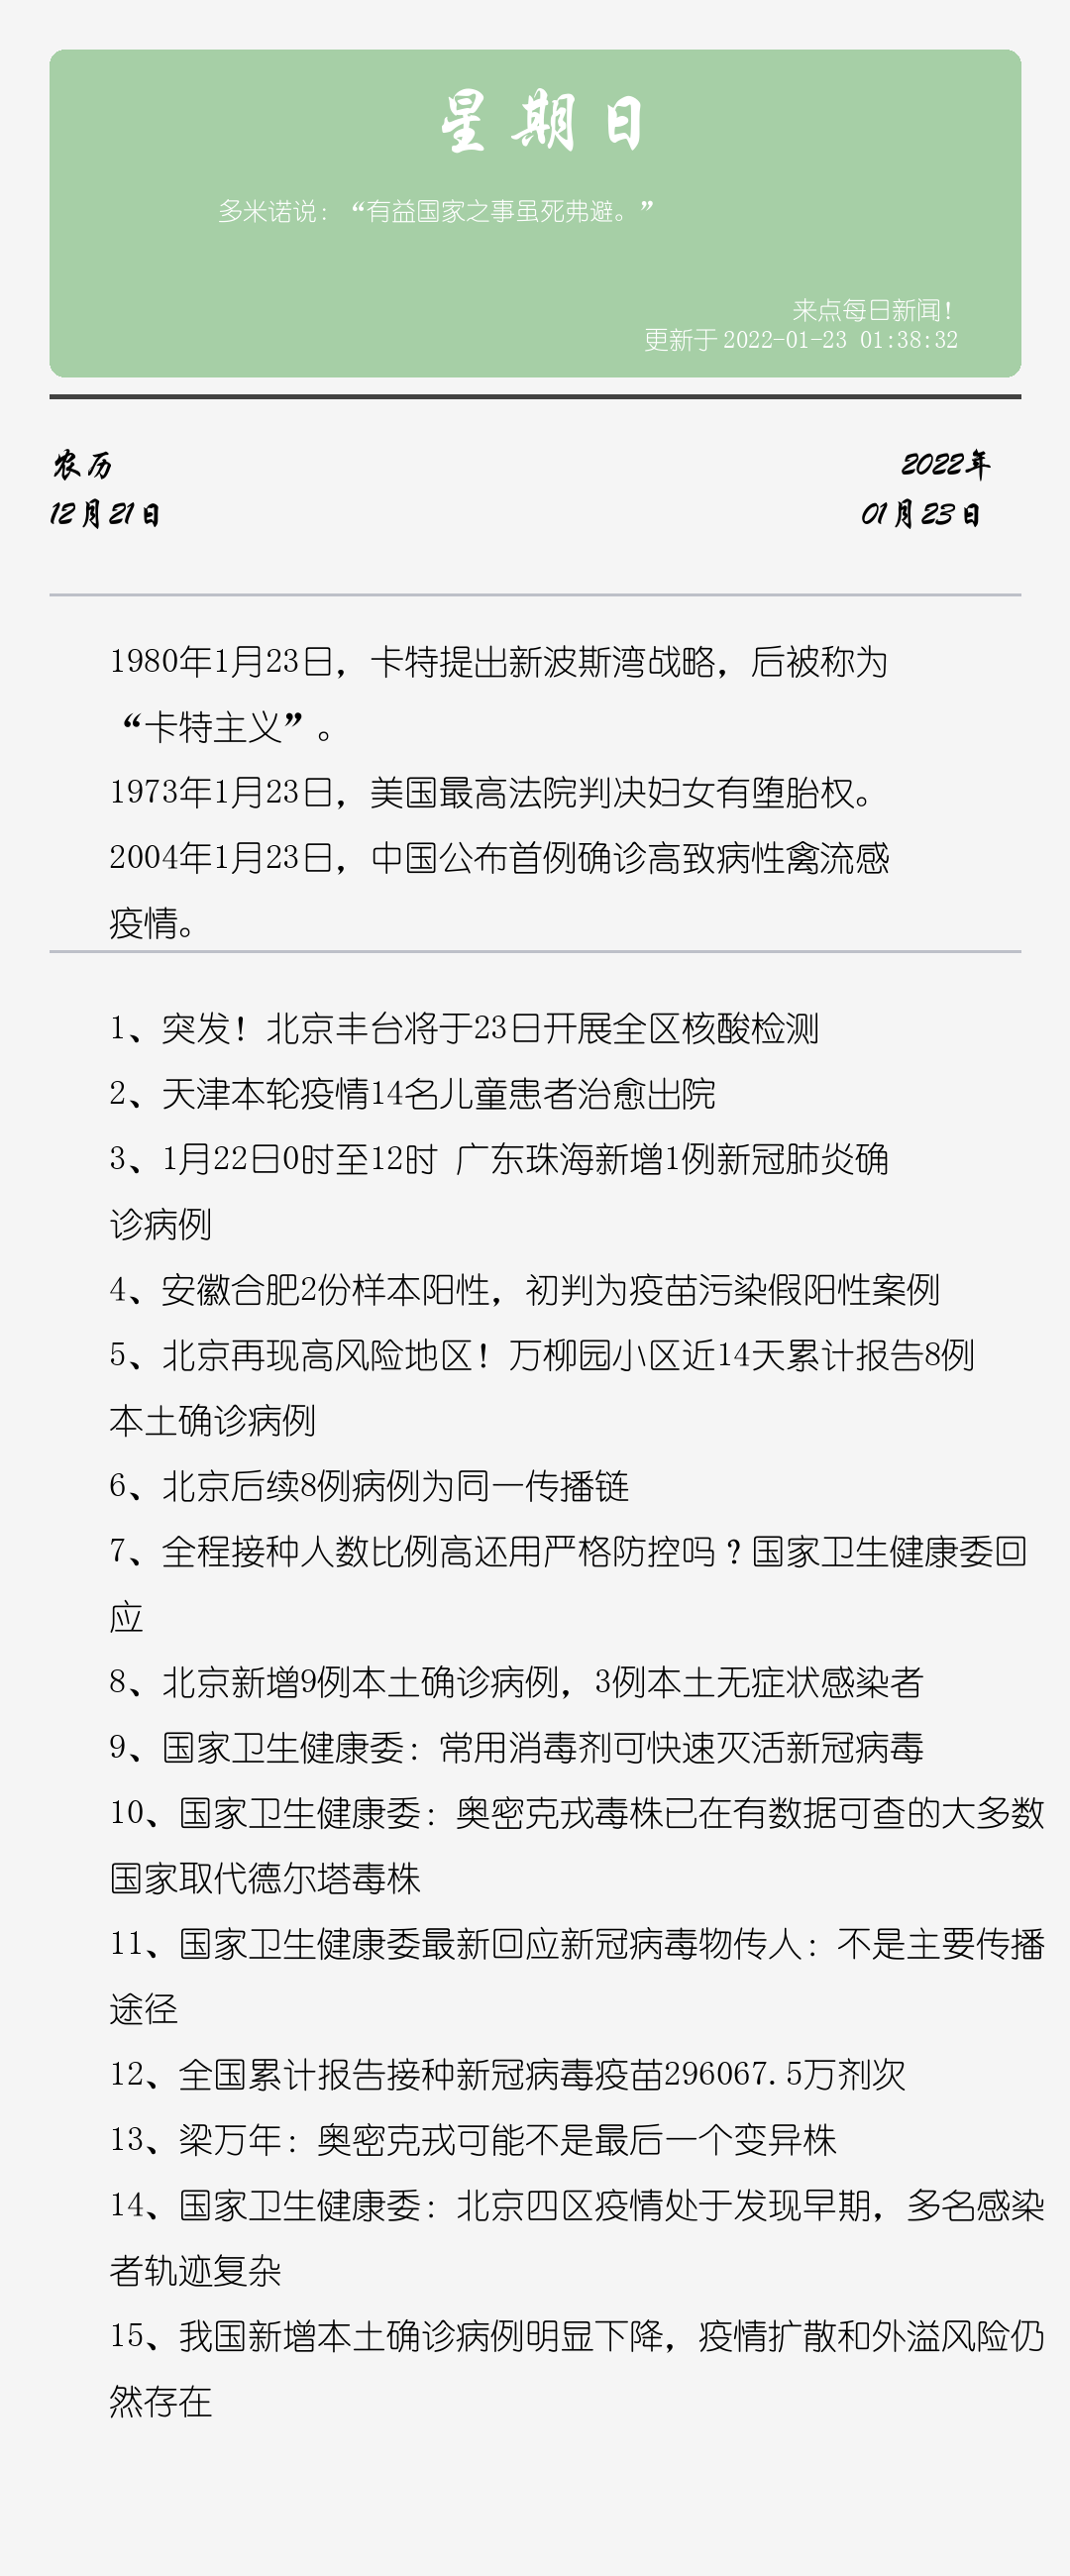 星期日
多米诺说：“有益国家之事虽死弗避。”
来点每日新闻！
更新于 2022-01-23 01:38:32
农历
2022年
12月21日
01月23日
1980年1月23日，卡特提出新波斯湾战略，后被称为
“卡特主义”。
1973年1月23日，美国最高法院判决妇女有堕胎权。
2004年1月23日，中国公布首例确诊高致病性禽流感
疫情。
1、突发！北京丰台将于23日开展全区核酸检测
2、天津本轮疫情14名儿童患者治愈出院
3、1月22日0时至12时 广东珠海新增1例新冠肺炎确
诊病例
4、安徽合肥2份样本阳性，初判为疫苗污染假阳性案例
5、北京再现高风险地区！万柳园小区近14天累计报告8例
本土确诊病例
6、北京后续8例病例为同一传播链
7、全程接种人数比例高还用严格防控吗？国家卫生健康委回
应
8、北京新增9例本土确诊病例，3例本土无症状感染者
9、国家卫生健康委：常用消毒剂可快速灭活新冠病毒
10、国家卫生健康委：奥密克戎毒株已在有数据可查的大多数
国家取代德尔塔毒株
11、国家卫生健康委最新回应新冠病毒物传人：不是主要传播
途径
12、全国累计报告接种新冠病毒疫苗296067.5万剂次
13、梁万年：奥密克戎可能不是最后一个变异株
14、国家卫生健康委：北京四区疫情处于发现早期，多名感染
者轨迹复杂
15、我国新增本土确诊病例明显下降，疫情扩散和外溢风险仍
然存在